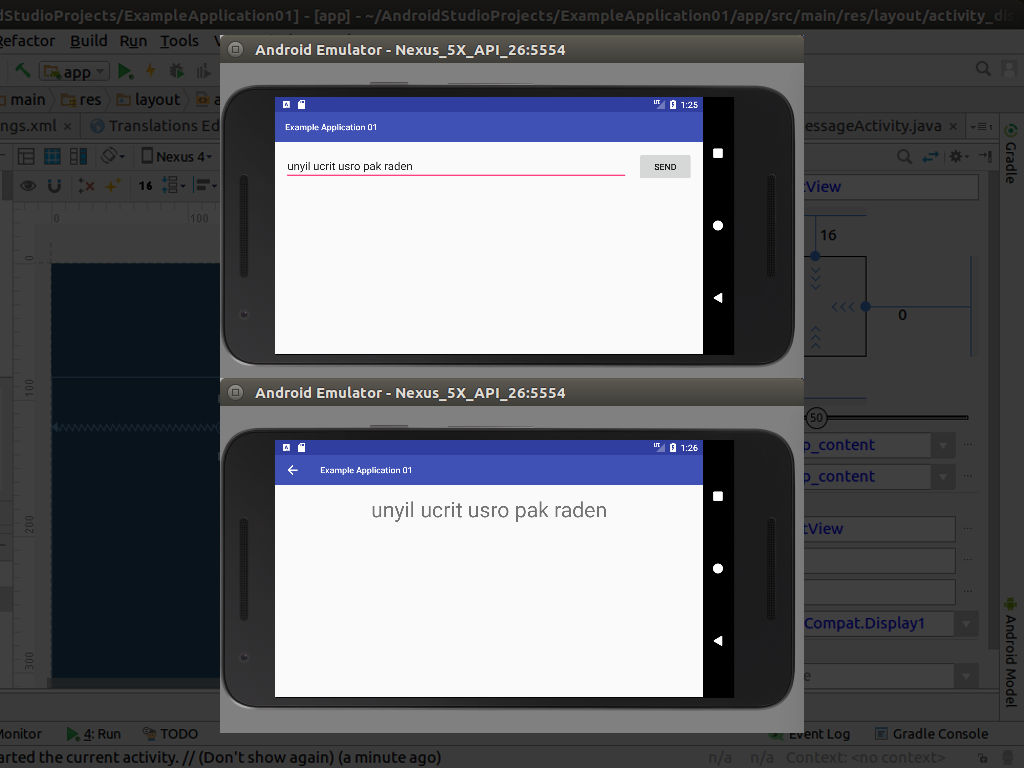 dStudioProjects/ExampleApplication01] - [app] - ~/AndroidStudioProjects/ExampleApplication01/app/src/main/res/layout/activity_dis
Refactor Build Run Tools
app
main res layout a
ngs.xml Translations Ed
essageActivity.java
Nexus 4
16
0 100
0
100
200
300
Android Emulator - Nexus_5X_API_26:5554
1:25
Example Application 01
unyil ucrit usro pak raden
SEND
Android Emulator - Nexus_5X_API_26:5554
1:26
Example Application 01
unyil ucrit usro pak raden
tView
16
0
50
p_content
p_content
tView
Compat.Display1
e
Gradle
Android Model
Monitor 4: Run TODO
Event Log Gradle Console
arted the current activity. // (Don't show again) (a minute ago)
n/a n/a Context: <no context>